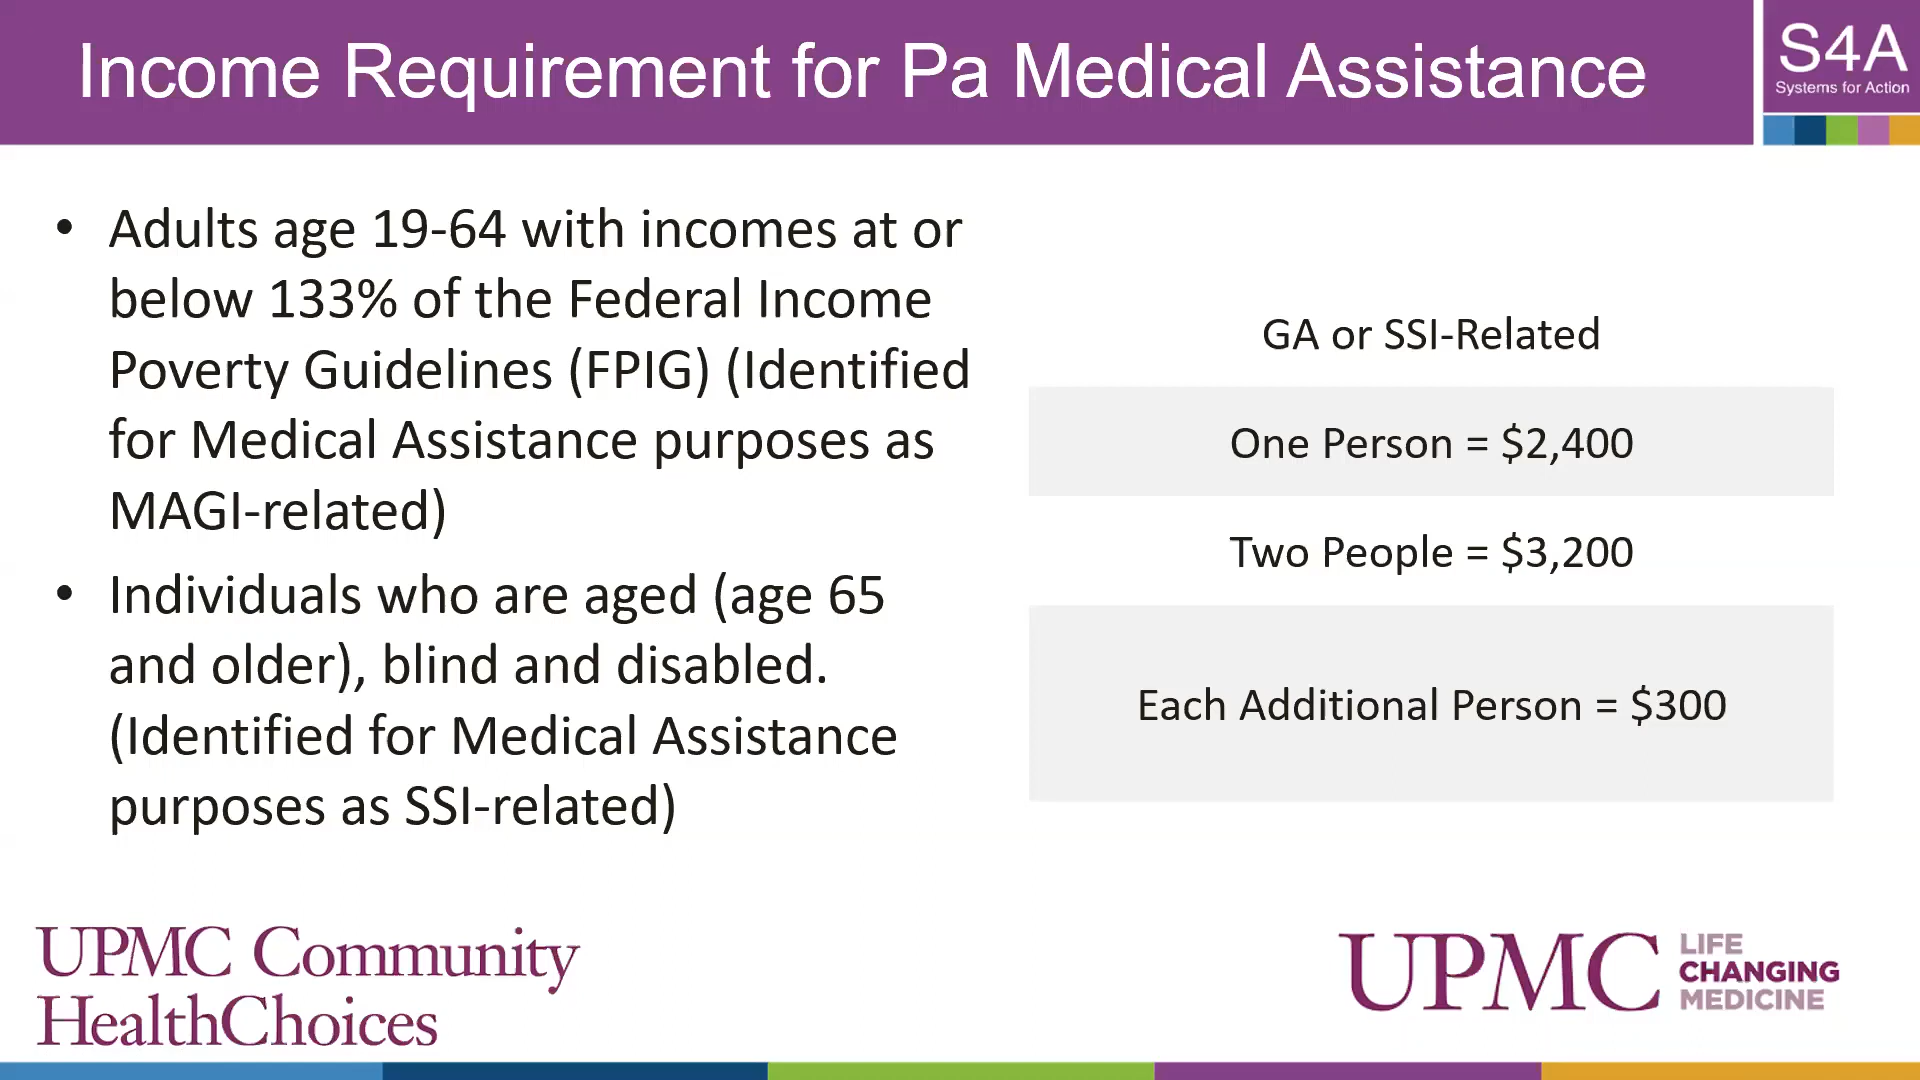 Income Requirement for Pa Medical Assistance
S4A
Systems for Action
• Adults age 19-64 with incomes at or
below 133% of the Federal Income
Poverty Guidelines (FPIG) (Identified
for Medical Assistance purposes as
MAGI-related)
• Individuals who are aged (age 65
and older), blind and disabled.
(Identified for Medical Assistance
purposes as SSI-related)
GA or SSI-Related
One Person = $2,400
Two People = $3,200
Each Additional Person = $300
UPMC Community
HealthChoices
UPMC
LIFE
CHANGING
MEDICINE